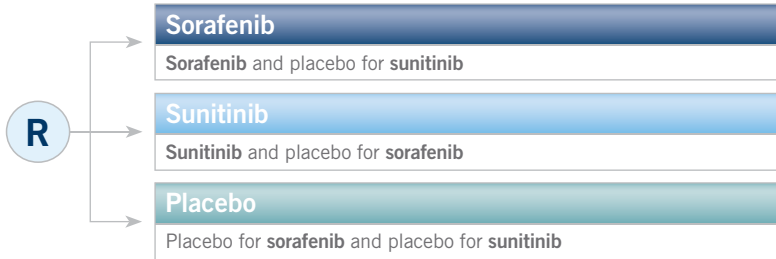 Sorafenib
Sorafenib and placebo for sunitinib
R
Sunitinib
Sunitinib and placebo for sorafenib
Placebo
Placebo for sorafenib and placebo for sunitinib